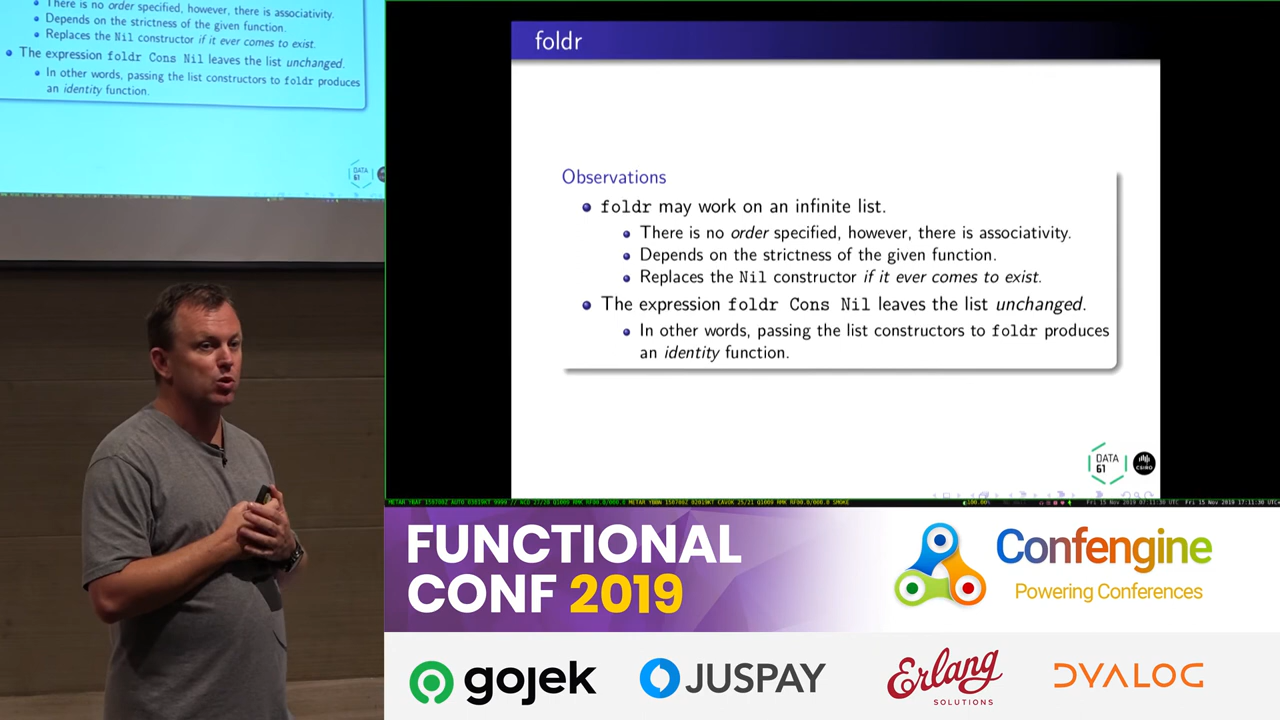 There is no order specified, however, there is associativity.
Depends on the strictness of the given function.
Replaces the Nil constructor if it ever comes to exist.
The expression foldr Cons Nil leaves the list unchanged.
In other words, passing the list constructors to foldr produces
an identity function.
DATA
61
foldr
Observations
foldr may work on an infinite list.
There is no order specified, however, there is associativity.
Depends on the strictness of the given function.
Replaces the Nil constructor if it ever comes to exist.
The expression foldr Cons Nil leaves the list unchanged.
In other words, passing the list constructors to foldr produces
an identity function.
DATA
61
CSIRO
FUNCTIONAL
CONF 2019
Confengine
Powering Conferences
gojek
JUSPAY
Erlang
SOLUTIONS
DYALOG